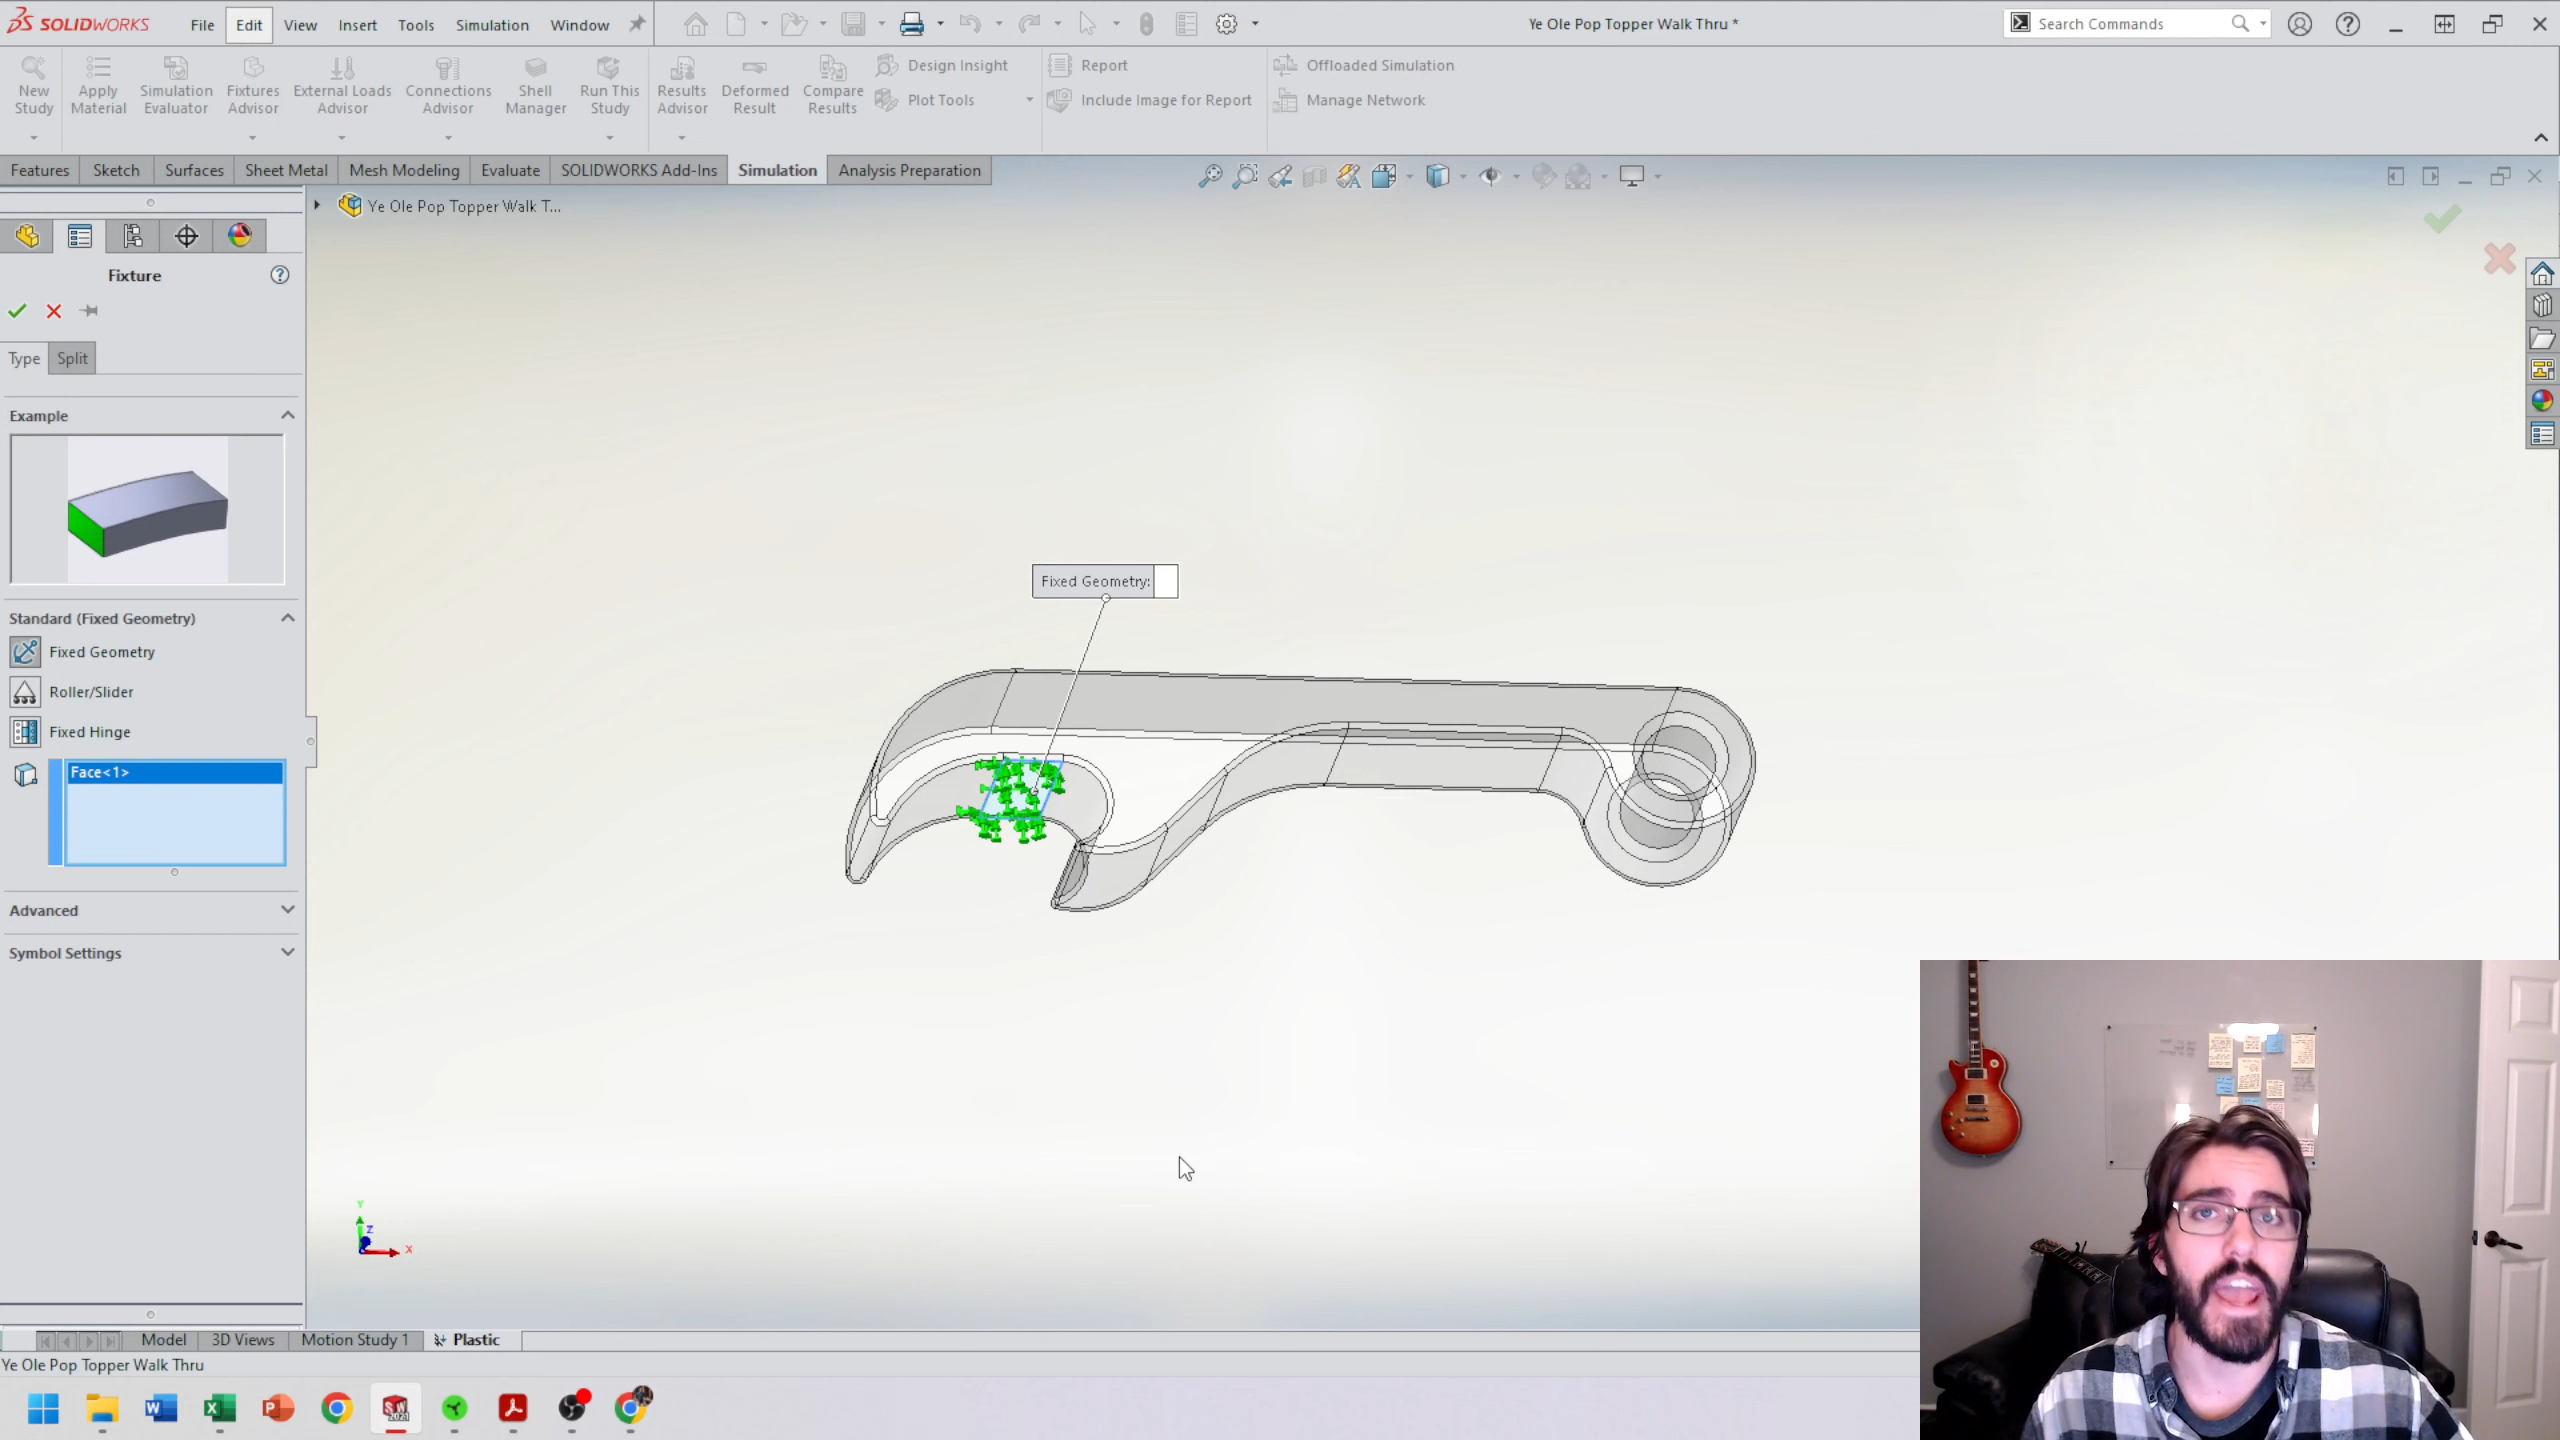 SOLIDWORKS File Edit View Insert Tools Simulation Window
Ye Ole Pop Topper Walk Thru *
Search Commands
New Study
Apply Material
Simulation Evaluator
Fixtures Advisor
External Loads Advisor
Connections Advisor
Shell Manager
Run This Study
Results Advisor
Deformed Result
Compare Results
Design Insight
Plot Tools
Report
Include Image for Report
Offloaded Simulation
Manage Network
Features Sketch Surfaces Sheet Metal Mesh Modeling Evaluate SOLIDWORKS Add-Ins Simulation Analysis Preparation
Ye Ole Pop Topper Walk T...
Fixture
Type Split
Example
Standard (Fixed Geometry)
Fixed Geometry
Roller/Slider
Fixed Hinge
Face<1>
Advanced
Symbol Settings
Fixed Geometry:
Y
Z
X
Model 3D Views Motion Study 1 Plastic
Ye Ole Pop Topper Walk Thru
W
X
P
SW
2021